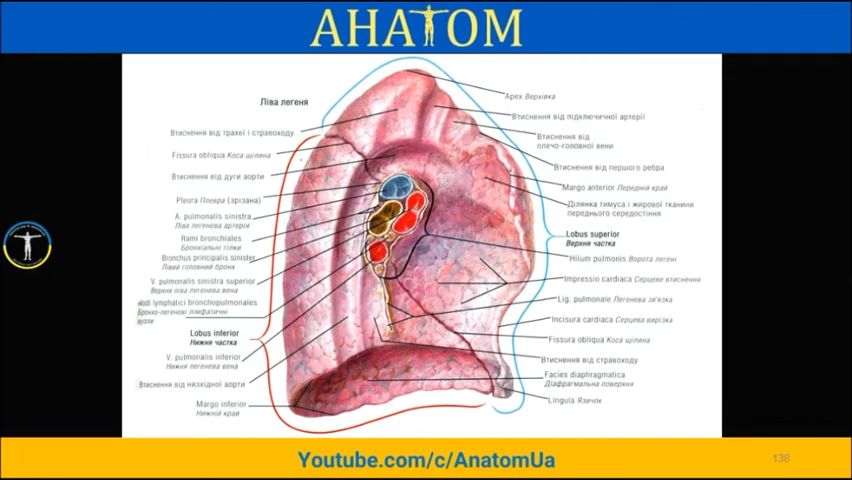 АНАТОМ
Ліва легеня
Втиснення від трахеї і стравоходу
Fissura obliqua Коса щілина
Втиснення від дуги аорти
Pleura Плевра (зрізана)
A. pulmonalis sinistra
Ліва легенева артерія
Rami bronchiales
Бронхіальні гілки
Bronchus principalis sinister
Лівий головний бронх
V. pulmonalis sinistra superior
Верхня ліва легенева вена
Nodi lymphatici bronchopulmonales
Бронхо-легеневі лімфатичні
вузли
Lobus inferior
Нижня частка
V. pulmonalis inferior
Нижня легенева вена
Втиснення від низхідної аорти
Margo inferior
Нижній край
Apex Верхівка
Втиснення від підключичної артерії
Втиснення від
плечо-головної вени
Втиснення від першого ребра
Margo anterior Передній край
Ділянка тимуса і жирової тканини
переднього середостіння
Lobus superior
Верхня частка
Hilum pulmonis Ворота легені
Impressio cardiaca Серцеве втиснення
Lig. pulmonale Легенева зв'язка
Incisura cardiaca Серцева вирізка
Fissura obliqua Коса щілина
Втиснення від стравоходу
Facies diaphragmatica
Діафрагмальна поверхня
Lingula Язичок
Youtube.com/c/AnatomUa
138